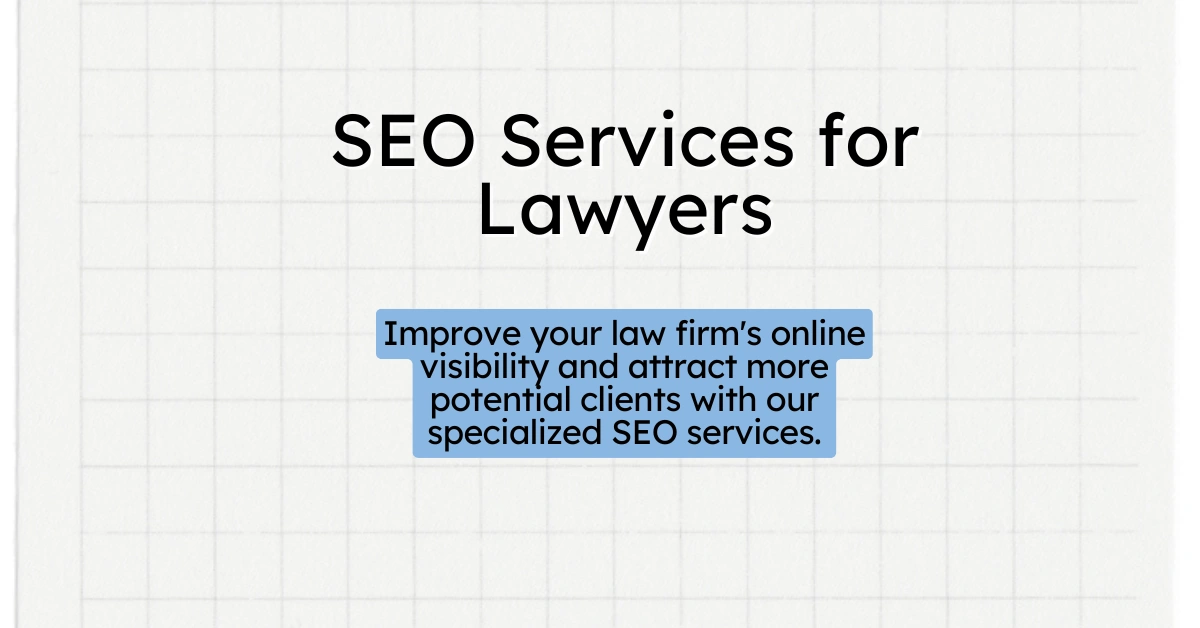 SEO Services for
Lawyers
Improve your law firm's online
visibility and attract more
potential clients with our
specialized SEO services.